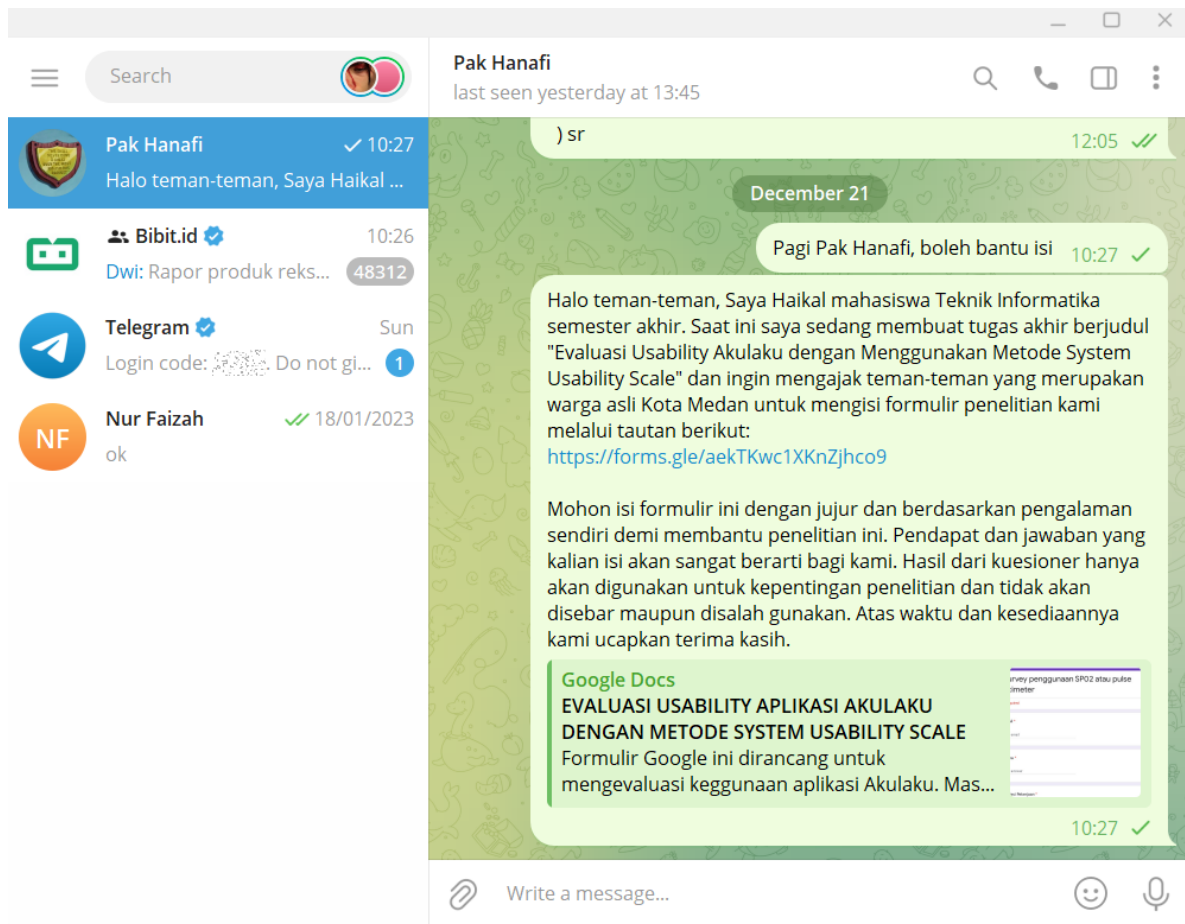 Search
Pak Hanafi
10:27
Halo teman-teman, Saya Haikal ...
Bibit.id
10:26
Dwi: Rapor produk reks...
48312
Telegram
Sun
Login code: . Do not gi...
1
NF
Nur Faizah
18/01/2023
ok
Pak Hanafi
last seen yesterday at 13:45
) sr
12:05
December 21
Pagi Pak Hanafi, boleh bantu isi
10:27
Halo teman-teman, Saya Haikal mahasiswa Teknik Informatika
semester akhir. Saat ini saya sedang membuat tugas akhir berjudul
"Evaluasi Usability Akulaku dengan Menggunakan Metode System
Usability Scale" dan ingin mengajak teman-teman yang merupakan
warga asli Kota Medan untuk mengisi formulir penelitian kami
melalui tautan berikut:
https://forms.gle/aekTKwc1XKnZjhco9
Mohon isi formulir ini dengan jujur dan berdasarkan pengalaman
sendiri demi membantu penelitian ini. Pendapat dan jawaban yang
kalian isi akan sangat berarti bagi kami. Hasil dari kuesioner hanya
akan digunakan untuk kepentingan penelitian dan tidak akan
disebar maupun disalah gunakan. Atas waktu dan kesediaannya
kami ucapkan terima kasih.
Google Docs
EVALUASI USABILITY APLIKASI AKULAKU
DENGAN METODE SYSTEM USABILITY SCALE
Formulir Google ini dirancang untuk
mengevaluasi keggunaan aplikasi Akulaku. Mas...
urvey penggunaan SPO2 atau pulse
ximeter
10:27
Write a message...